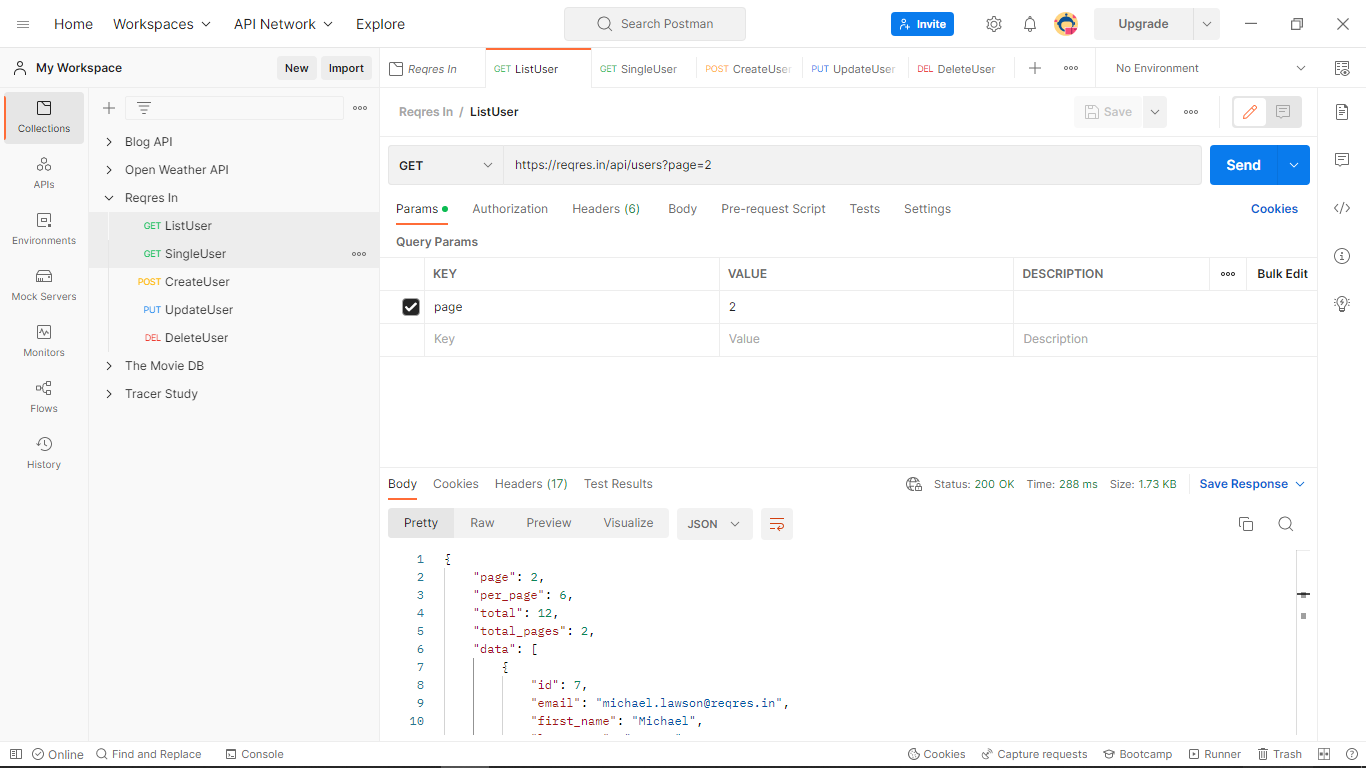 Home Workspaces API Network Explore Search Postman Invite Upgrade
My Workspace New Import
Reqres In GET ListUser GET SingleUser POST CreateUser PUT UpdateUser DEL DeleteUser No Environment
Collections
APIs
Environments
Mock Servers
Monitors
Flows
History
Blog API
Open Weather API
Reqres In
GET ListUser
GET SingleUser
POST CreateUser
PUT UpdateUser
DEL DeleteUser
The Movie DB
Tracer Study
Reqres In / ListUser Save
GET https://reqres.in/api/users?page=2 Send
Params Authorization Headers (6) Body Pre-request Script Tests Settings Cookies
Query Params
KEY VALUE DESCRIPTION Bulk Edit
page 2
Key Value Description
Body Cookies Headers (17) Test Results Status: 200 OK Time: 288 ms Size: 1.73 KB Save Response
Pretty Raw Preview Visualize JSON
1 {
2 "page": 2,
3 "per_page": 6,
4 "total": 12,
5 "total_pages": 2,
6 "data": [
7 {
8 "id": 7,
9 "email": "michael.lawson@reqres.in",
10 "first_name": "Michael",
Online Find and Replace Console Cookies Capture requests Bootcamp Runner Trash